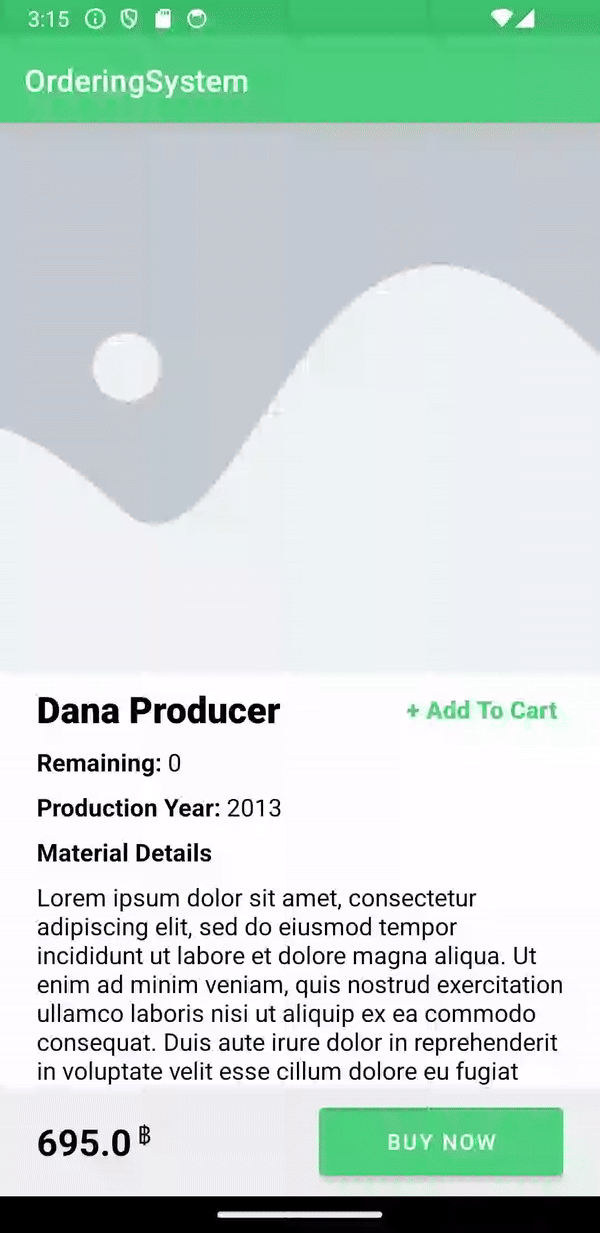 3:15
OrderingSystem
Dana Producer
+ Add To Cart
Remaining: 0
Production Year: 2013
Material Details
Lorem ipsum dolor sit amet, consectetur
adipiscing elit, sed do eiusmod tempor
incididunt ut labore et dolore magna aliqua. Ut
enim ad minim veniam, quis nostrud exercitation
ullamco laboris nisi ut aliquip ex ea commodo
consequat. Duis aute irure dolor in reprehenderit
in voluptate velit esse cillum dolore eu fugiat
695.0 ฿
BUY NOW